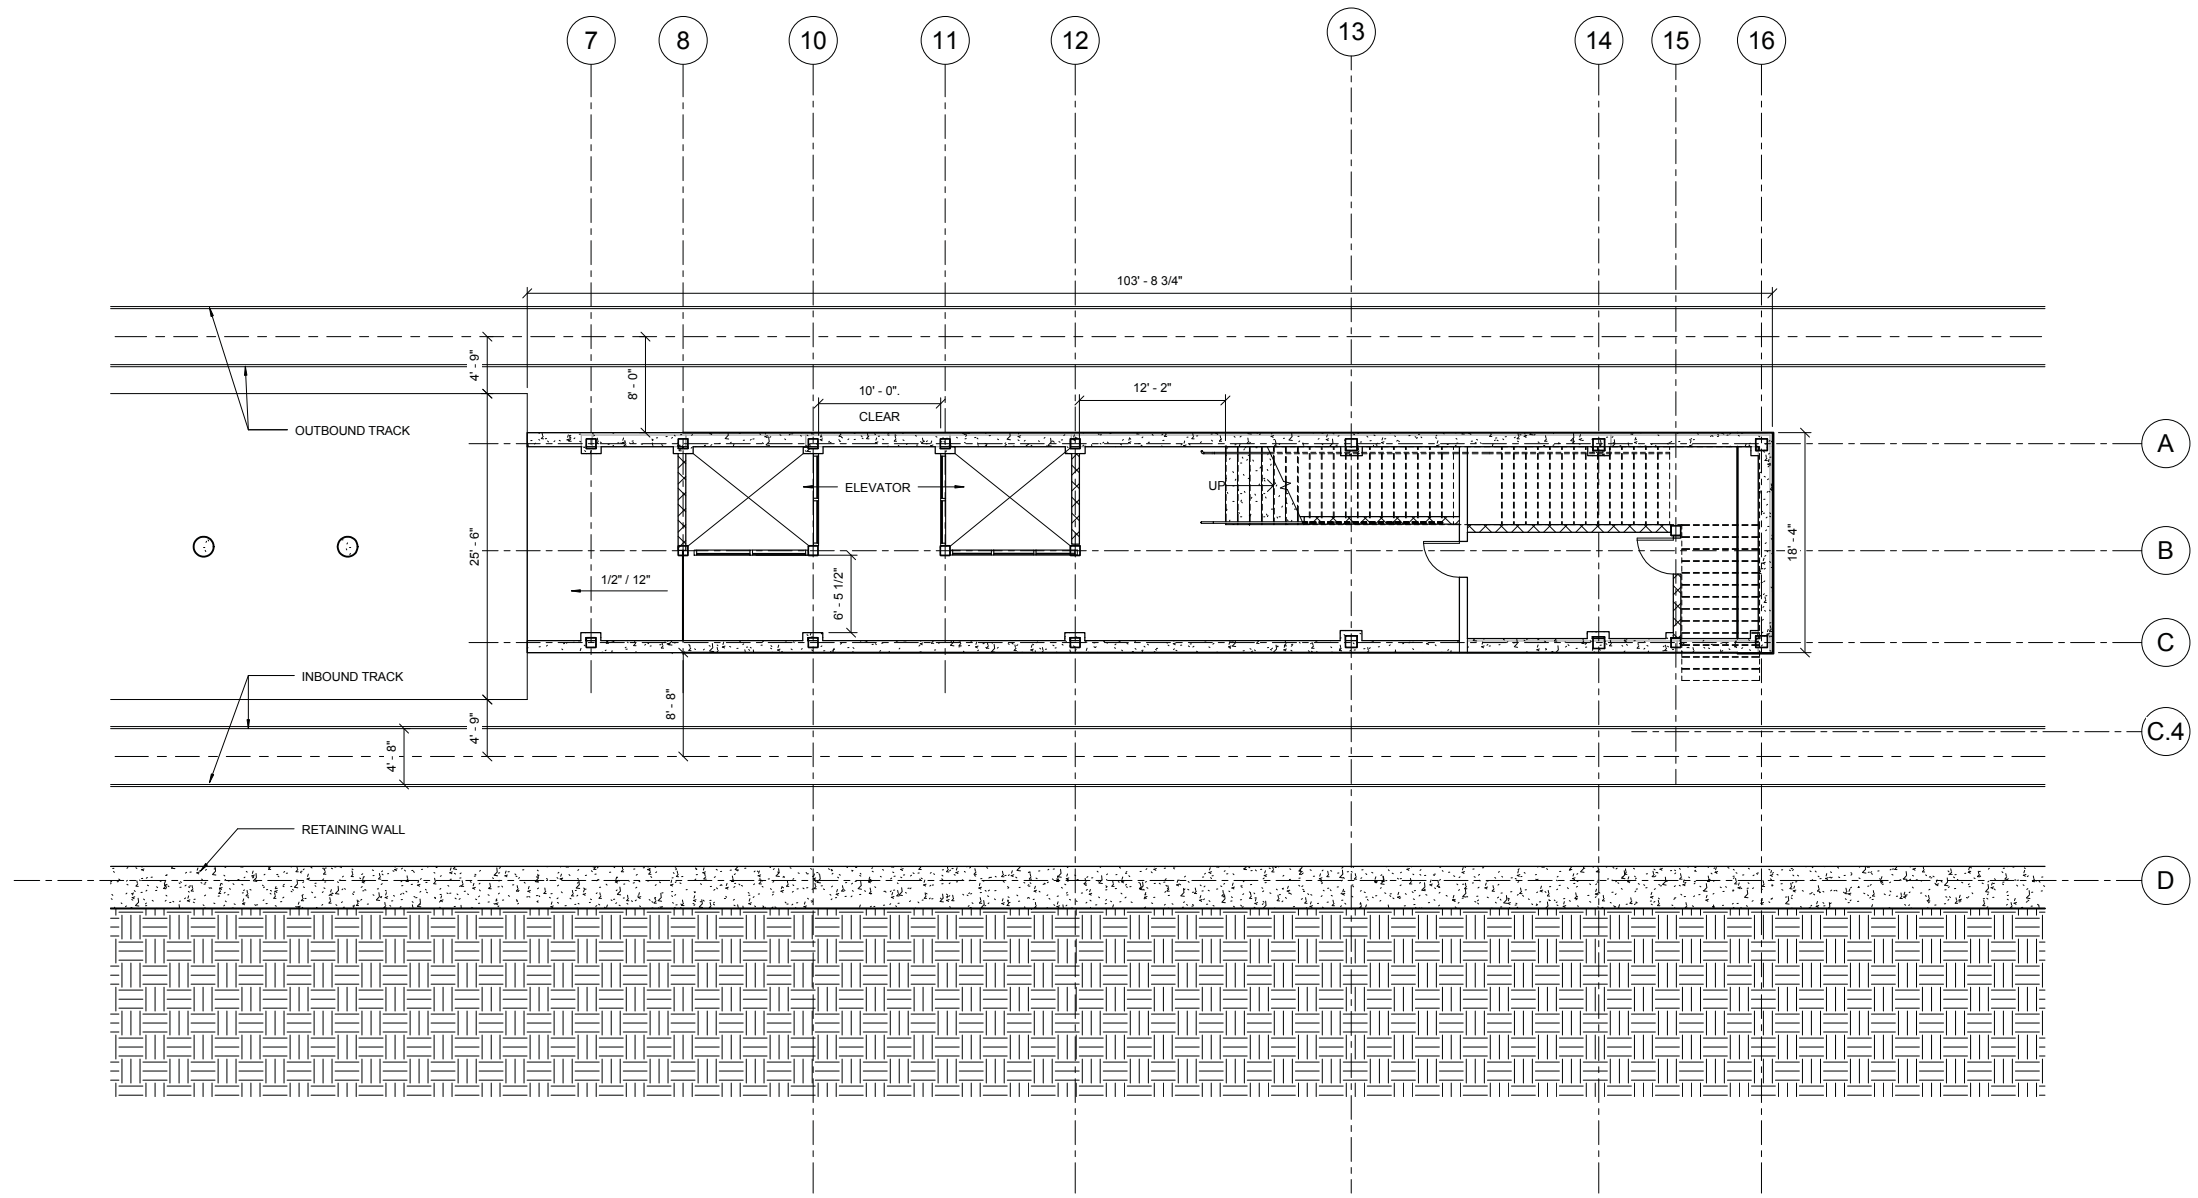 7 8 10 11 12 13 14 15 16
103' - 8 3/4"
4' - 9"
8' - 0"
10' - 0".
CLEAR
12' - 2"
OUTBOUND TRACK
A
ELEVATOR
UP
25' - 6"
18' - 4"
B
1/2" / 12"
6' - 5 1/2"
C
INBOUND TRACK
8' - 8"
4' - 9"
C.4
4' - 8"
RETAINING WALL
D